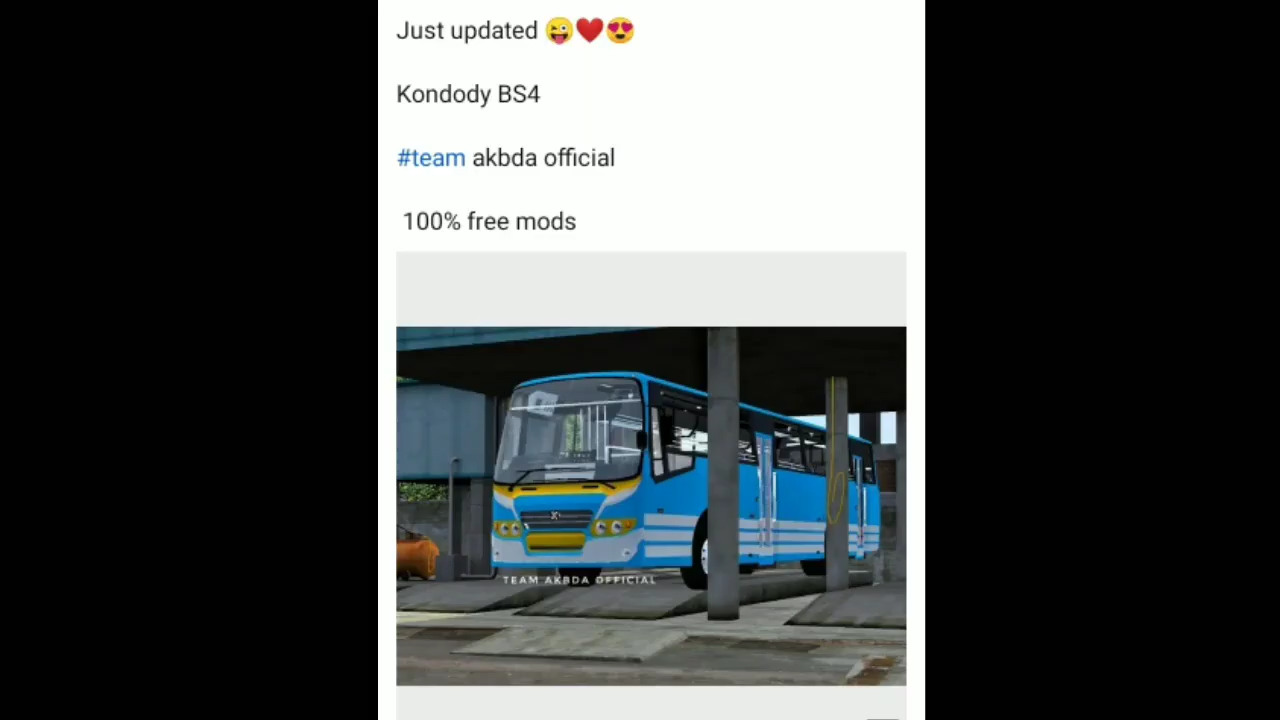 Just updated 😜❤️😍
Kondody BS4
#team akbda official
100% free mods
TEAM AKBDA OFFICIAL